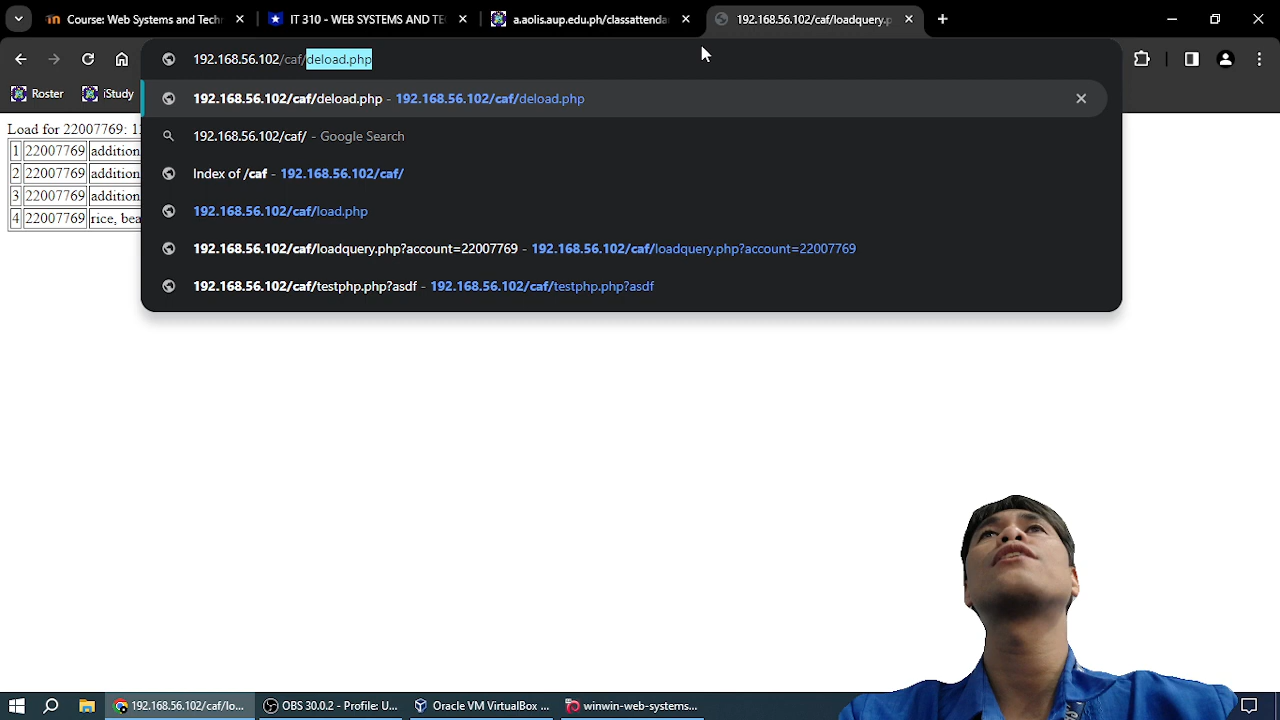 Course: Web Systems and Techn
IT 310 - WEB SYSTEMS AND TE
a.aolis.aup.edu.ph/classattenda
192.168.56.102/caf/loadquery.p
192.168.56.102/caf/deload.php
Roster
iStudy
192.168.56.102/caf/deload.php - 192.168.56.102/caf/deload.php
192.168.56.102/caf/ - Google Search
Index of /caf - 192.168.56.102/caf/
192.168.56.102/caf/load.php
192.168.56.102/caf/loadquery.php?account=22007769 - 192.168.56.102/caf/loadquery.php?account=22007769
192.168.56.102/caf/testphp.php?asdf - 192.168.56.102/caf/testphp.php?asdf
Load for 22007769:
1 22007769 addition
2 22007769 addition
3 22007769 addition
4 22007769 rice, bea
192.168.56.102/caf/lo...
OBS 30.0.2 - Profile: U...
Oracle VM VirtualBox ...
winwin-web-systems...